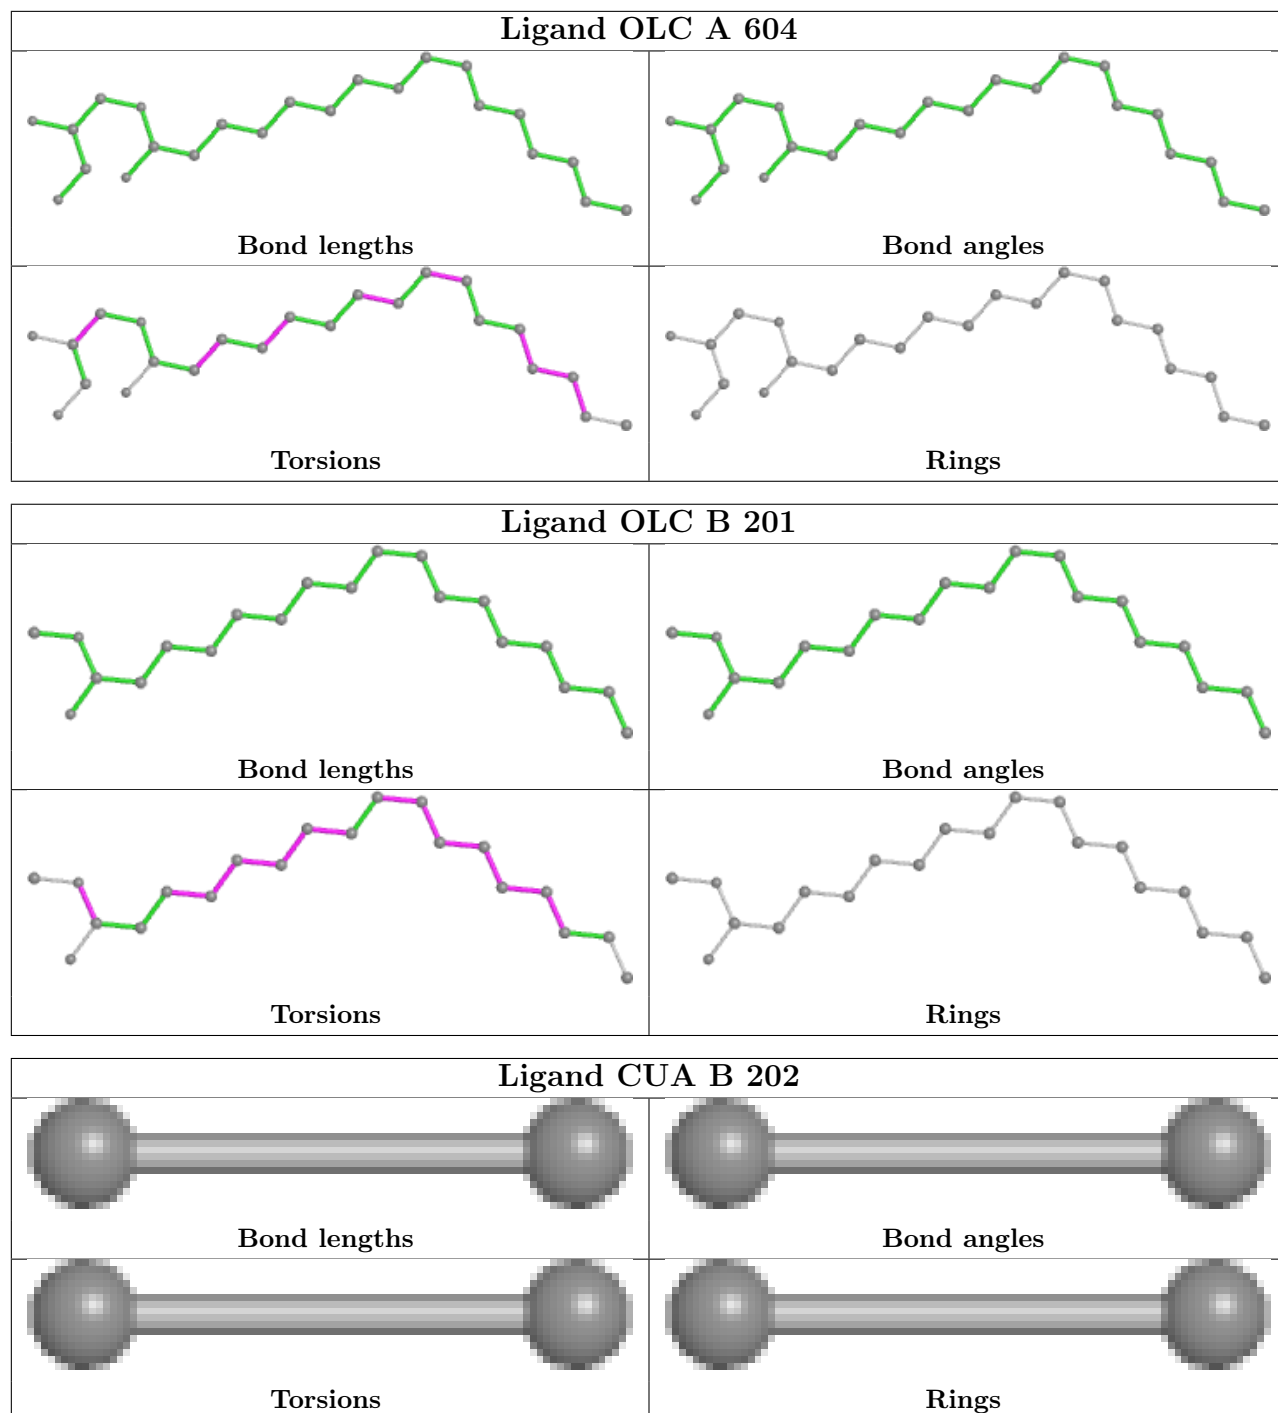 Ligand OLC A 604
Bond lengths
Bond angles
Torsions
Rings
Ligand OLC B 201
Bond lengths
Bond angles
Torsions
Rings
Ligand CUA B 202
Bond lengths
Bond angles
Torsions
Rings